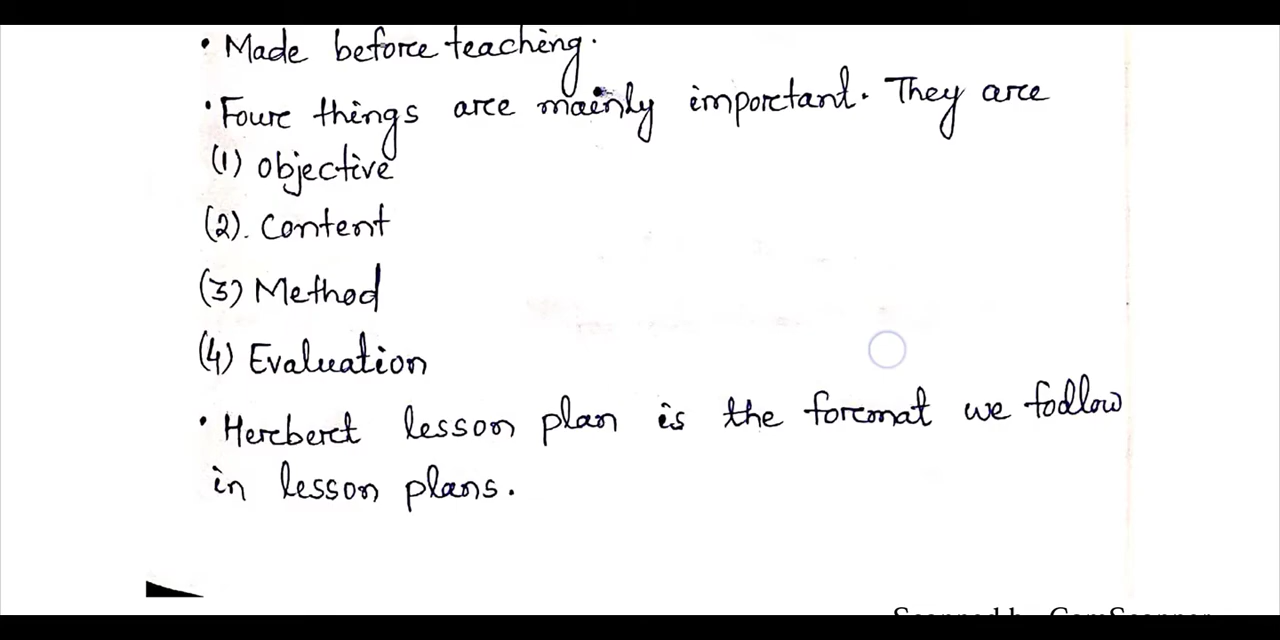 • Made before teaching.
• Four things are mainly important. They are
(1) Objective
(2). Content
(3) Method
(4) Evaluation
• Herbert lesson plan is the format we follow
in lesson plans.